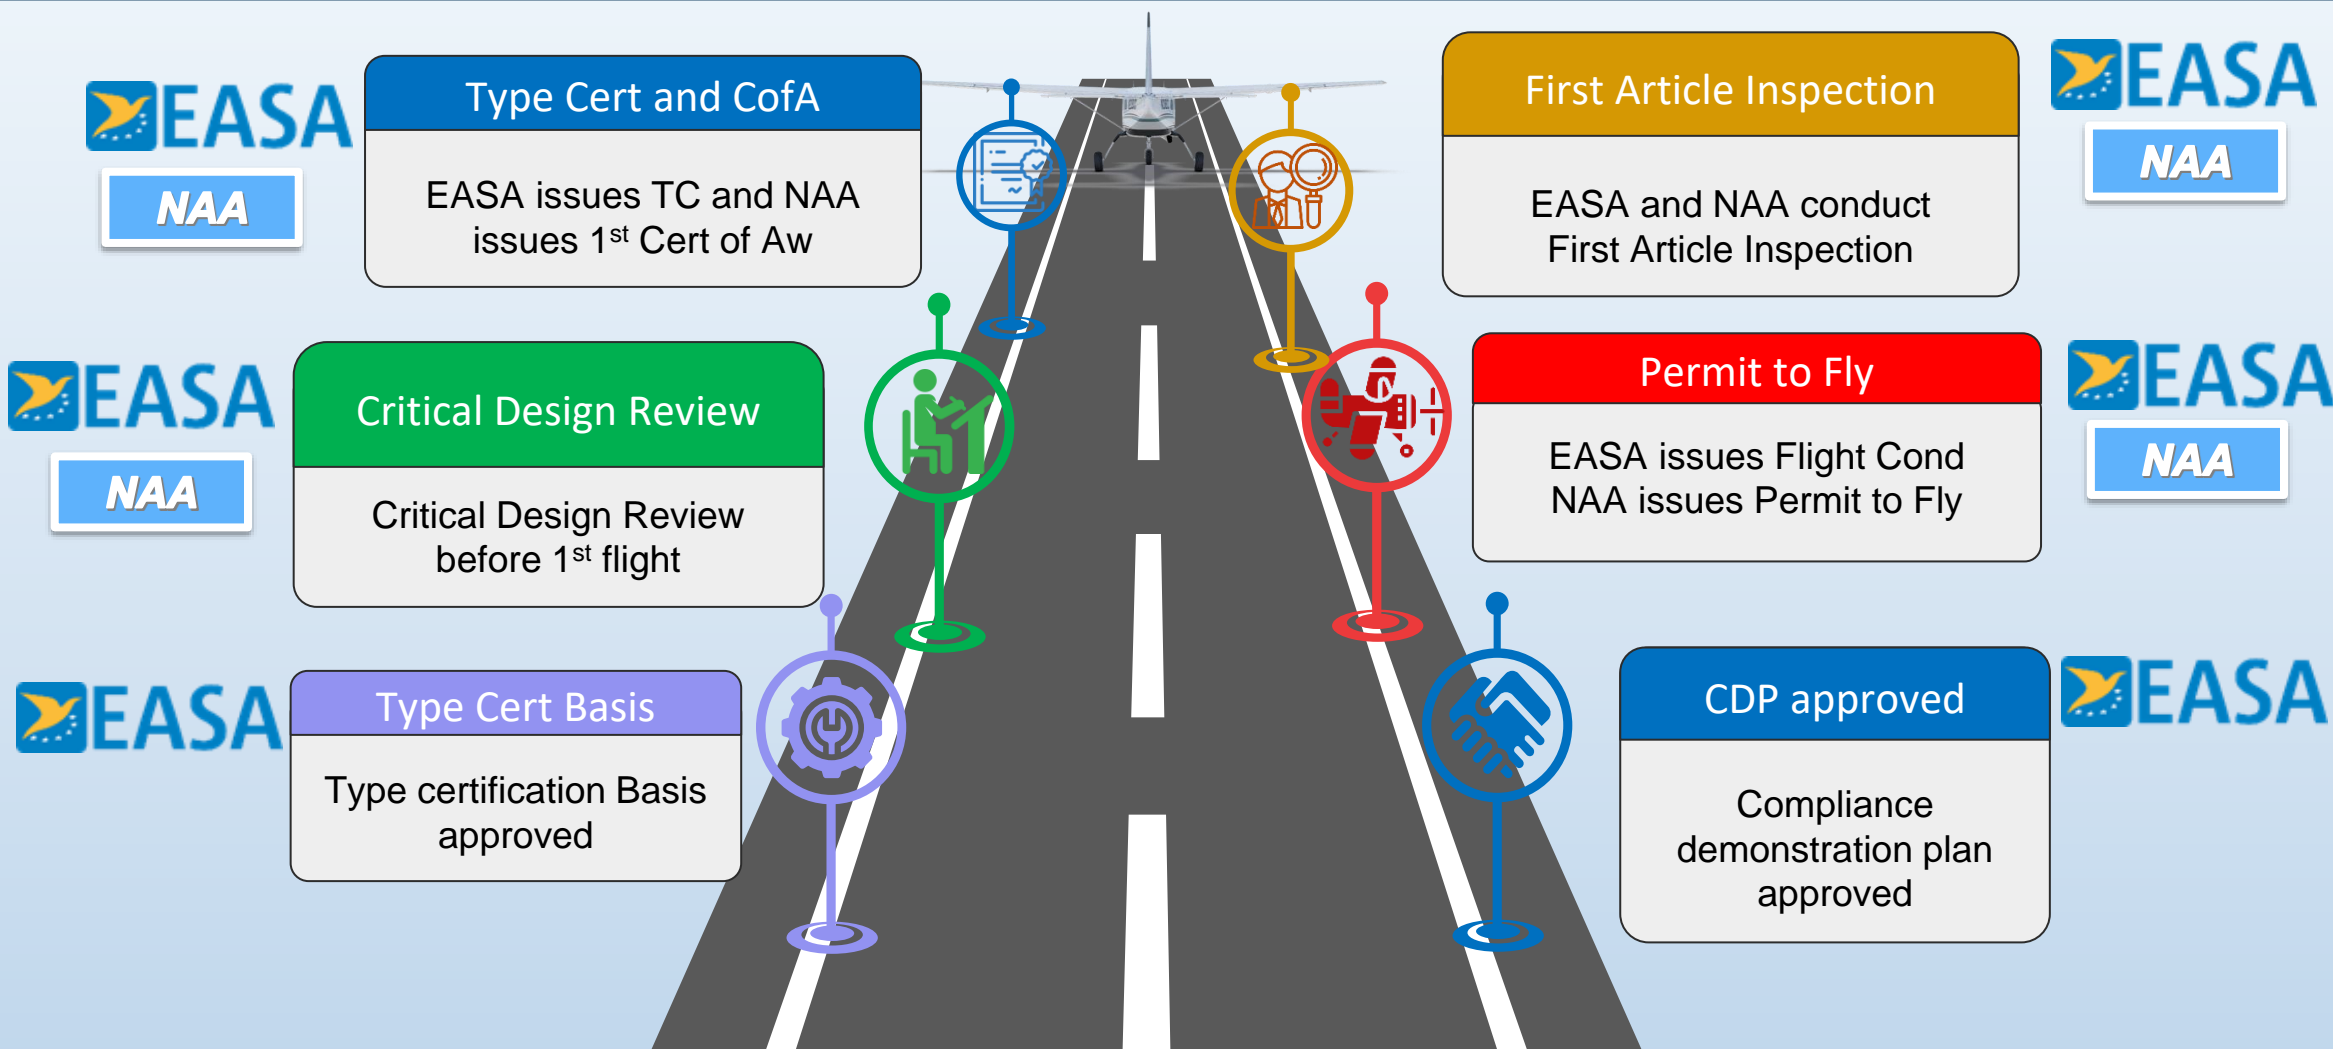 EASA
NAA
Type Cert and CofA
EASA issues TC and NAA
issues 1st Cert of Aw
First Article Inspection
EASA and NAA conduct
First Article Inspection
EASA
NAA
EASA
NAA
Critical Design Review
Critical Design Review
before 1st flight
Permit to Fly
EASA issues Flight Cond
NAA issues Permit to Fly
EASA
NAA
EASA
Type Cert Basis
Type certification Basis
approved
CDP approved
Compliance
demonstration plan
approved
EASA